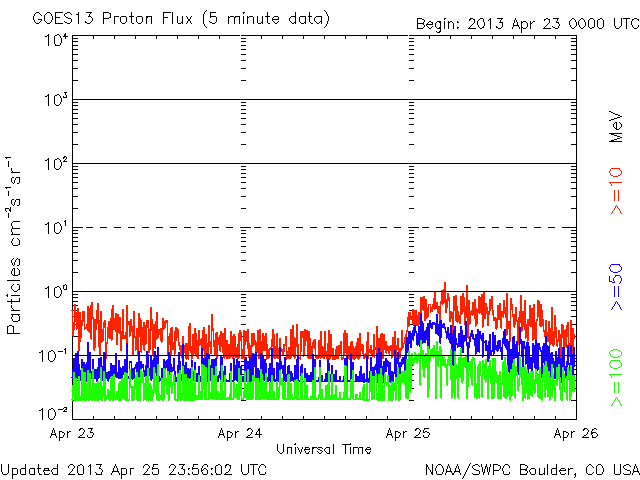 GOES13 Proton Flux (5 minute data)
Begin: 2013 Apr 23 0000 UTC
10⁴
10³
10²
10¹
10⁰
10⁻¹
10⁻²
Particles cm⁻²s⁻¹sr⁻¹
Apr 23
Apr 24
Apr 25
Apr 26
Universal Time
>=10
>=50
>=100
MeV
Updated 2013 Apr 25 23:56:02 UTC
NOAA/SWPC Boulder, CO USA